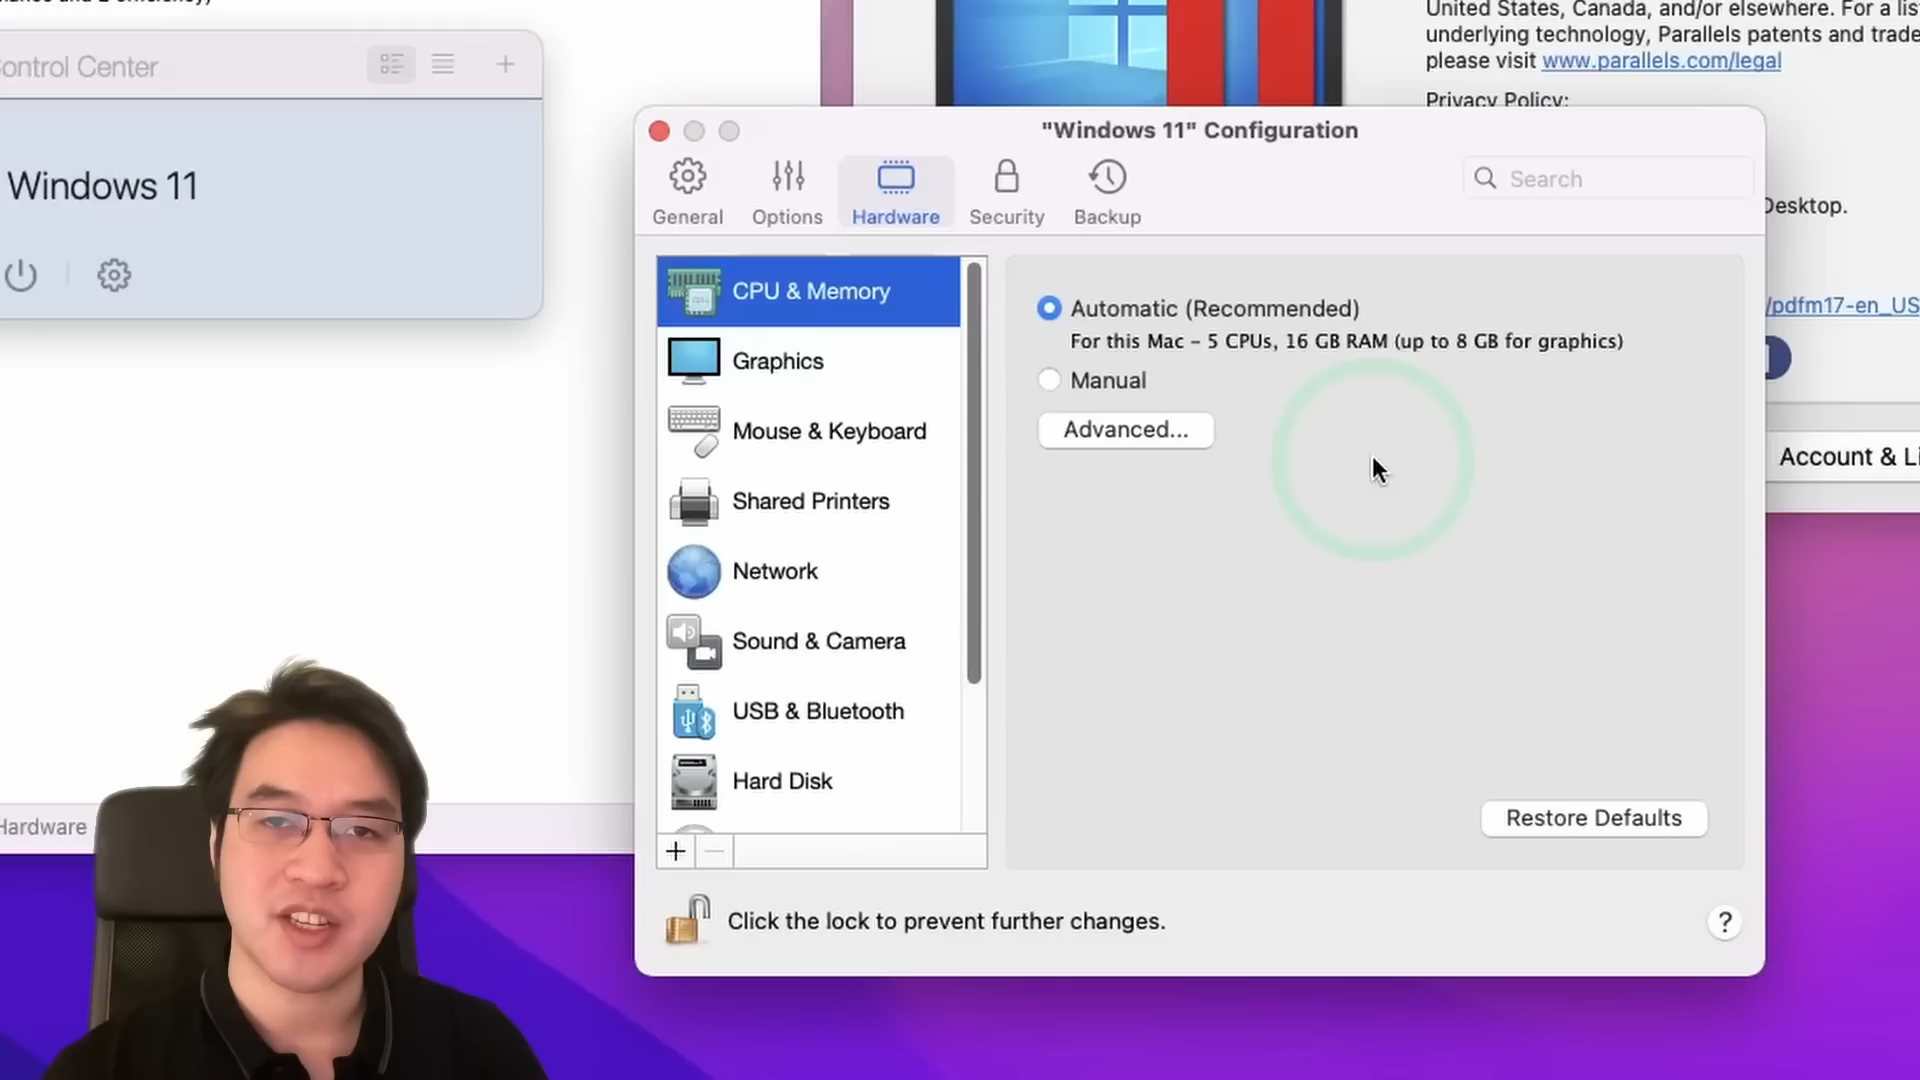 Control Center
Windows 11
Hardware
United States, Canada, and/or elsewhere. For a list
underlying technology, Parallels patents and trade
please visit www.parallels.com/legal
Privacy Policy:
Desktop.
/pdfm17-en_US
Account & Li
"Windows 11" Configuration
General
Options
Hardware
Security
Backup
Search
CPU & Memory
Graphics
Mouse & Keyboard
Shared Printers
Network
Sound & Camera
USB & Bluetooth
Hard Disk
Automatic (Recommended)
For this Mac – 5 CPUs, 16 GB RAM (up to 8 GB for graphics)
Manual
Advanced...
Restore Defaults
Click the lock to prevent further changes.
?